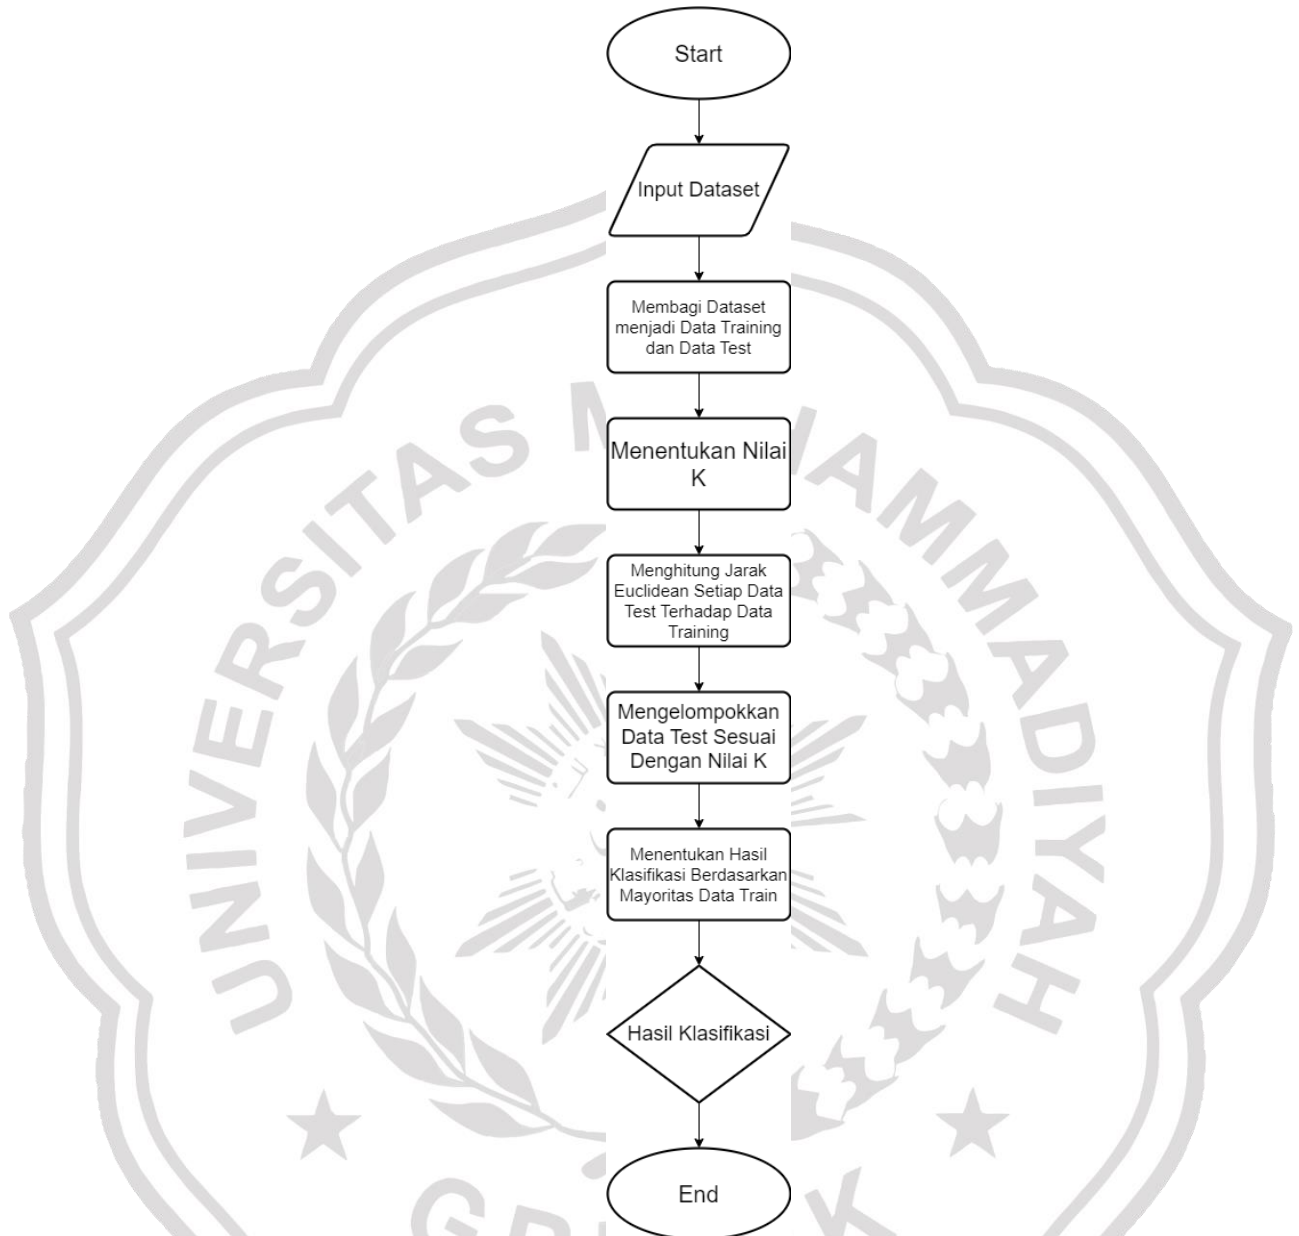 Start
Input Dataset
Membagi Dataset
menjadi Data Training
dan Data Test
Menentukan Nilai
K
Menghitung Jarak
Euclidean Setiap Data
Test Terhadap Data
Training
Mengelompokkan
Data Test Sesuai
Dengan Nilai K
Menentukan Hasil
Klasifikasi Berdasarkan
Mayoritas Data Train
Hasil Klasifikasi
End
UNIVERSITAS